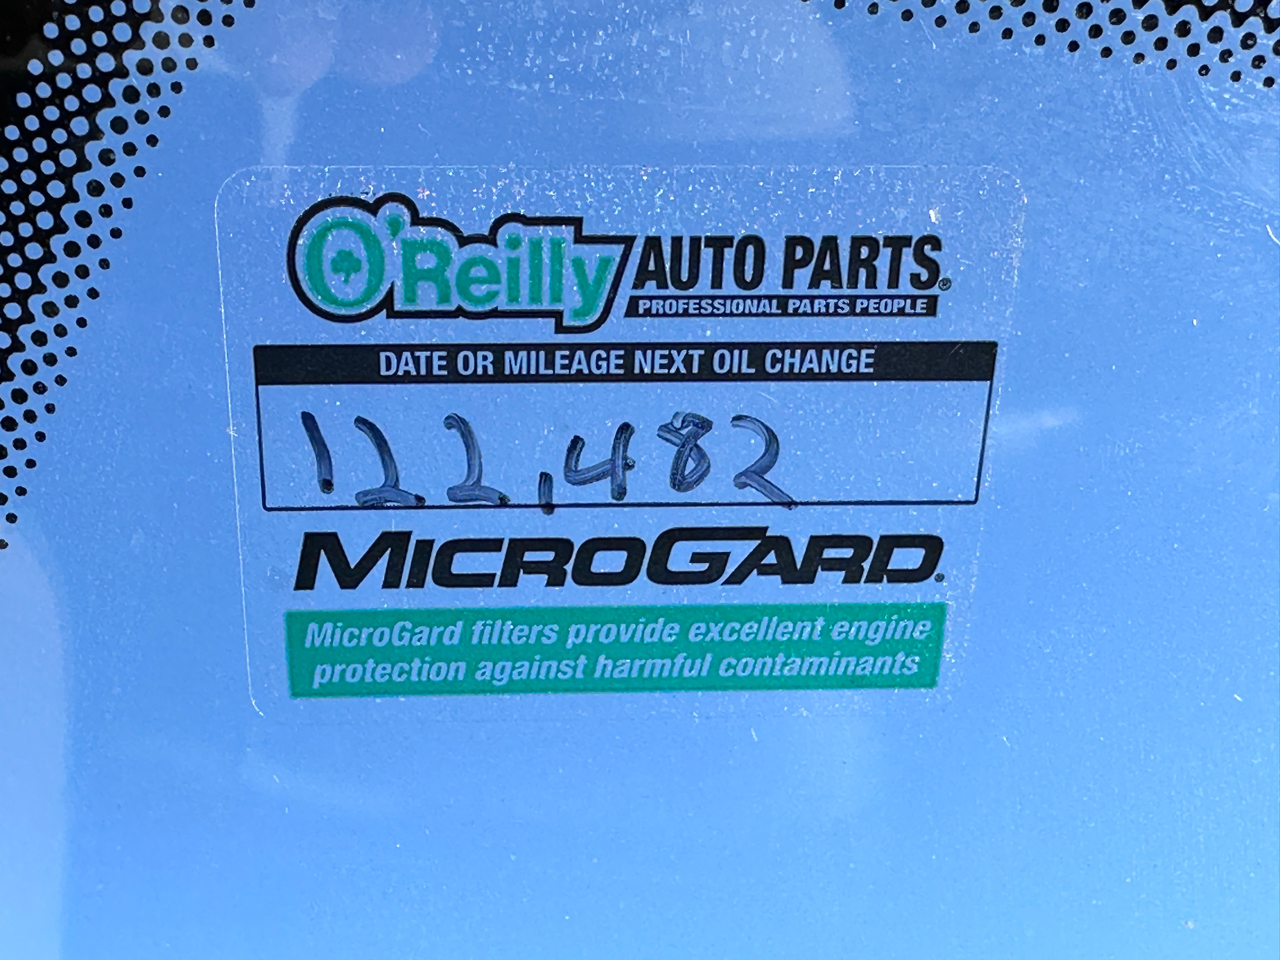 O'Reilly AUTO PARTS®
PROFESSIONAL PARTS PEOPLE
DATE OR MILEAGE NEXT OIL CHANGE
122,482
MICROGARD®
MicroGard filters provide excellent engine
protection against harmful contaminants